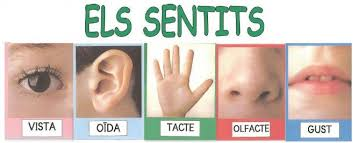 ELS SENTITS
VISTA
OÏDA
TACTE
OLFACTE
GUST